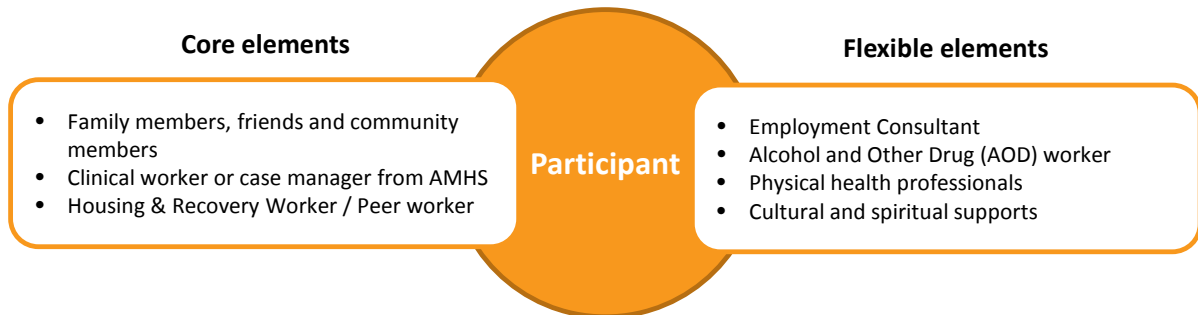 Core elements
• Family members, friends and community
members
• Clinical worker or case manager from AMHS
• Housing & Recovery Worker / Peer worker
Participant
Flexible elements
• Employment Consultant
• Alcohol and Other Drug (AOD) worker
• Physical health professionals
• Cultural and spiritual supports